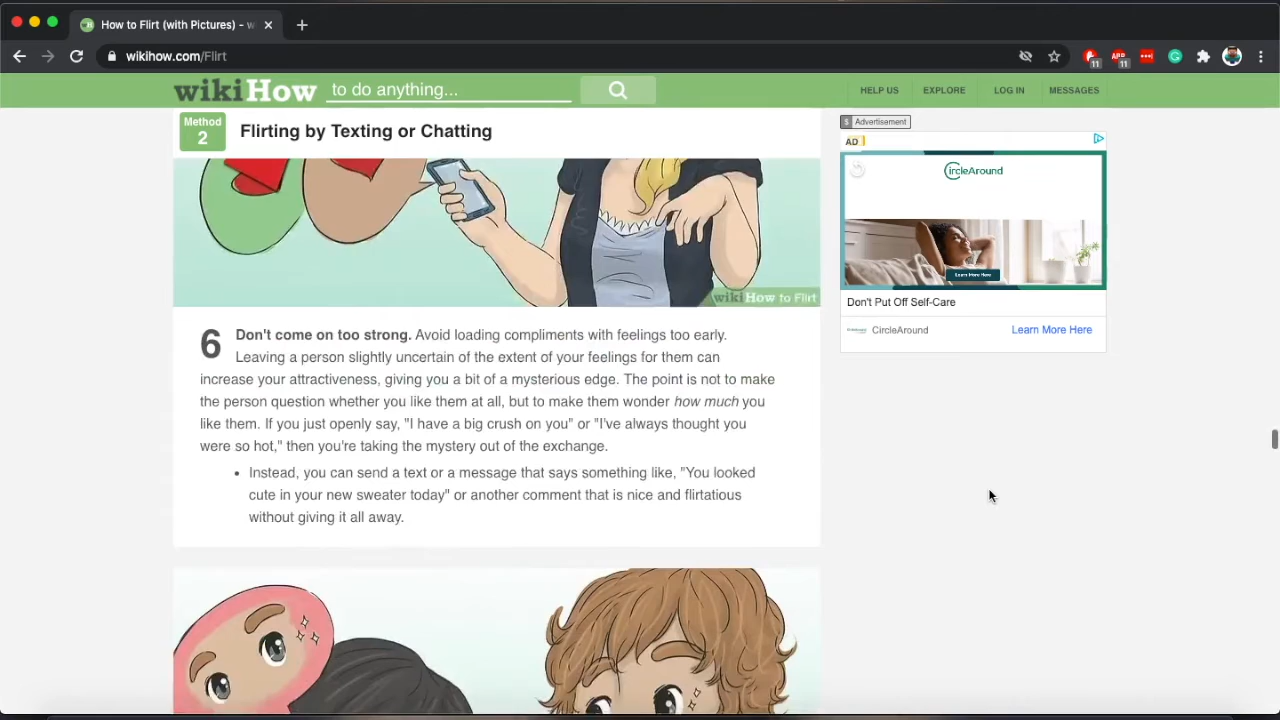 How to Flirt (with Pictures) - w
wikihow.com/Flirt
11
11
wikiHow
to do anything...
HELP US
EXPLORE
LOG IN
MESSAGES
Method
2
Flirting by Texting or Chatting
wikiHow to Flirt
6
Don't come on too strong. Avoid loading compliments with feelings too early.
Leaving a person slightly uncertain of the extent of your feelings for them can
increase your attractiveness, giving you a bit of a mysterious edge. The point is not to make
the person question whether you like them at all, but to make them wonder how much you
like them. If you just openly say, "I have a big crush on you" or "I've always thought you
were so hot," then you're taking the mystery out of the exchange.
• Instead, you can send a text or a message that says something like, "You looked
cute in your new sweater today" or another comment that is nice and flirtatious
without giving it all away.
$ Advertisement
AD
CircleAround
Learn More Here
Don't Put Off Self-Care
CircleAround
Learn More Here